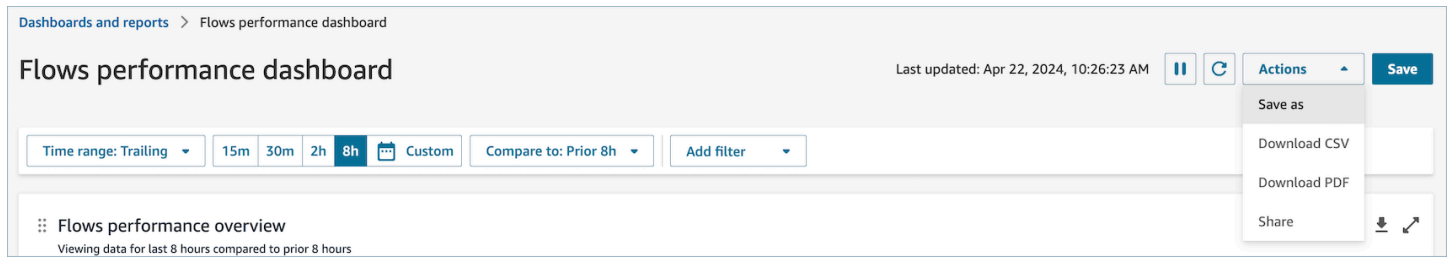 Dashboards and reports > Flows performance dashboard
Flows performance dashboard
Last updated: Apr 22, 2024, 10:26:23 AM
Actions
Save
Save as
Download CSV
Download PDF
Share
Time range: Trailing
15m 30m 2h 8h Custom
Compare to: Prior 8h
Add filter
Flows performance overview
Viewing data for last 8 hours compared to prior 8 hours